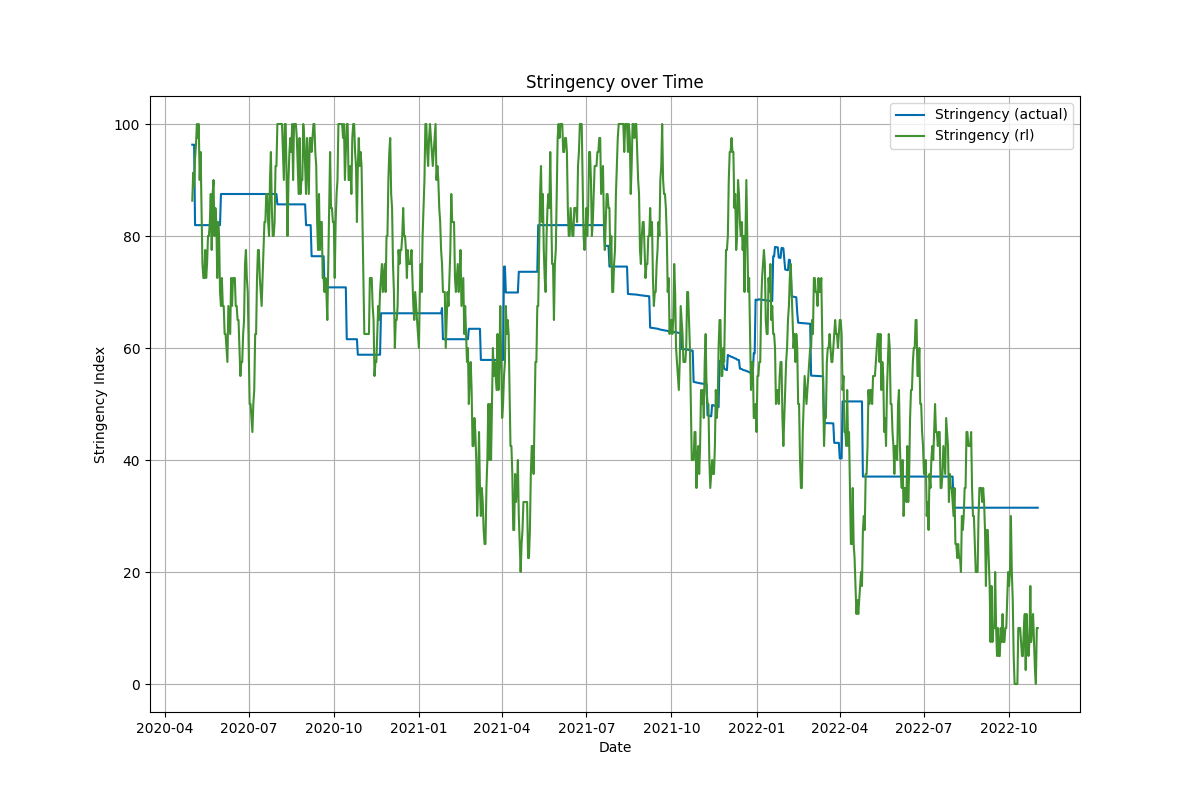 Stringency over Time
Stringency (actual)
Stringency (rl)
Stringency Index
100
80
60
40
20
0
2020-04 2020-07 2020-10 2021-01 2021-04 2021-07 2021-10 2022-01 2022-04 2022-07 2022-10
Date